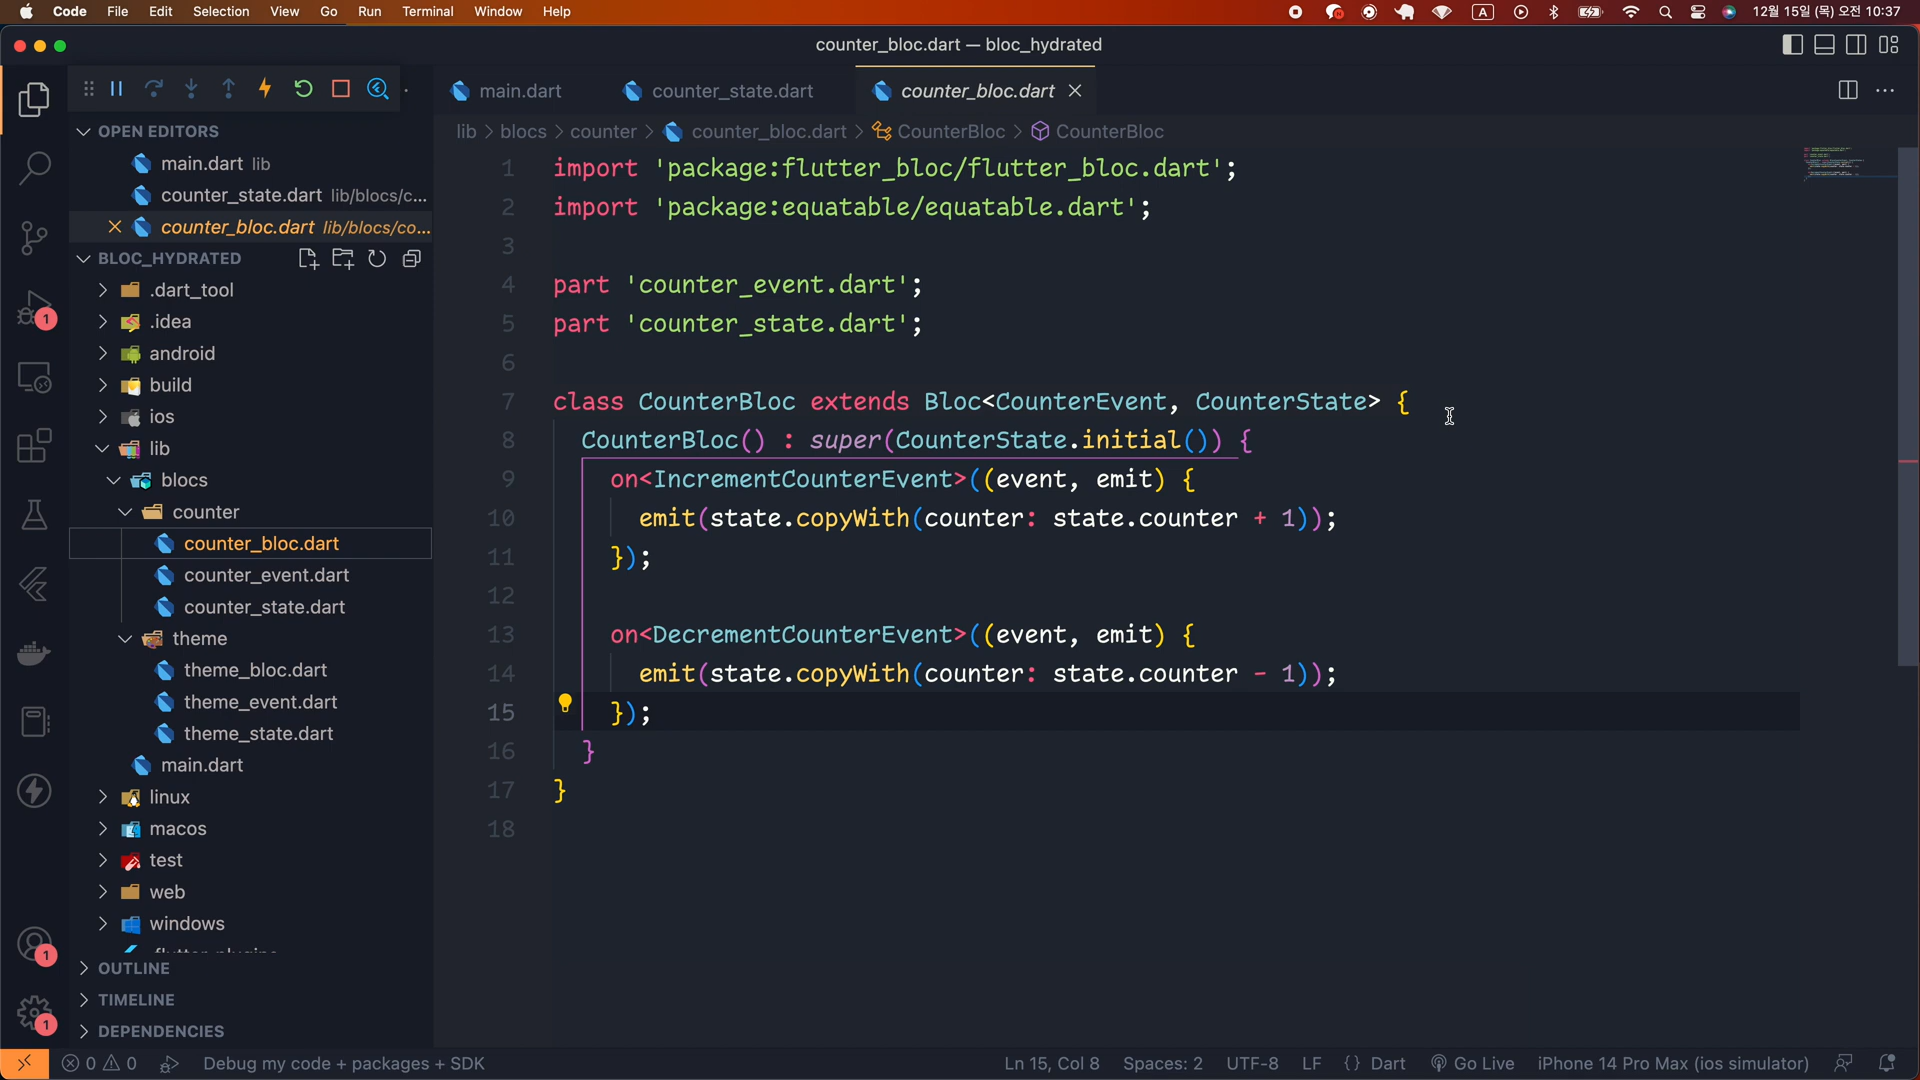 Code File Edit Selection View Go Run Terminal Window Help A 12월 15일 (목) 오전 10:37
counter_bloc.dart — bloc_hydrated
main.dart counter_state.dart counter_bloc.dart
OPEN EDITORS
main.dart lib
counter_state.dart lib/blocs/c...
counter_bloc.dart lib/blocs/co...
BLOC_HYDRATED
.dart_tool
.idea
android
build
ios
lib
blocs
counter
counter_bloc.dart
counter_event.dart
counter_state.dart
theme
theme_bloc.dart
theme_event.dart
theme_state.dart
main.dart
linux
macos
test
web
windows
OUTLINE
TIMELINE
DEPENDENCIES
1
1
1
lib > blocs > counter > counter_bloc.dart > CounterBloc > CounterBloc
1 import 'package:flutter_bloc/flutter_bloc.dart';
2 import 'package:equatable/equatable.dart';
3
4 part 'counter_event.dart';
5 part 'counter_state.dart';
6
7 class CounterBloc extends Bloc<CounterEvent, CounterState> {
8 CounterBloc() : super(CounterState.initial()) {
9 on<IncrementCounterEvent>((event, emit) {
10 emit(state.copyWith(counter: state.counter + 1));
11 });
12
13 on<DecrementCounterEvent>((event, emit) {
14 emit(state.copyWith(counter: state.counter - 1));
15 });
16 }
17 }
18
0 0 Debug my code + packages + SDK Ln 15, Col 8 Spaces: 2 UTF-8 LF {} Dart Go Live iPhone 14 Pro Max (ios simulator)